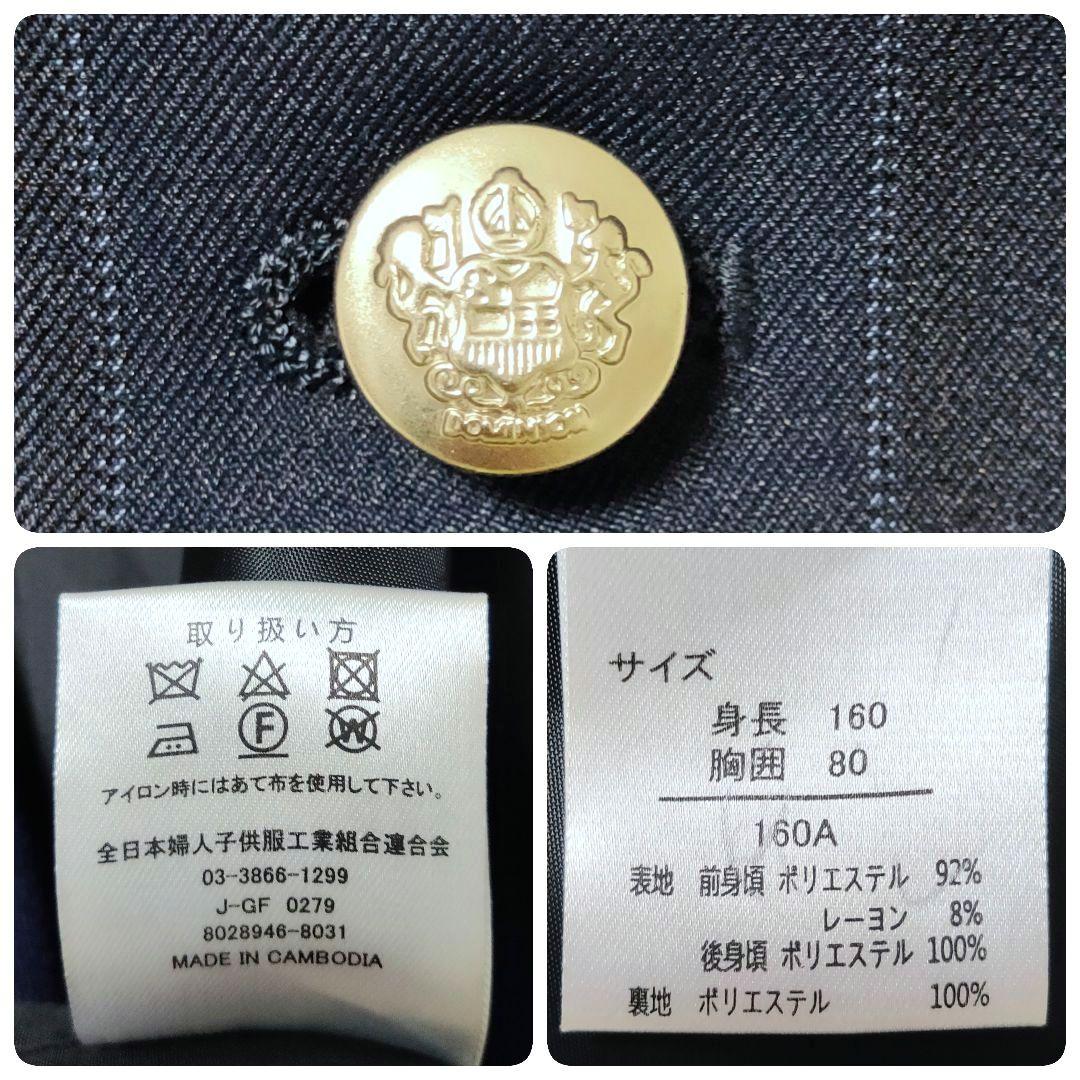 DOMINION
取り扱い方
F
W
アイロン時にはあて布を使用して下さい。
全日本婦人子供服工業組合連合会
03-3866-1299
J-GF 0279
8028946-8031
MADE IN CAMBODIA
サイズ
身長 160
胸囲 80
160A
表地 前身頃 ポリエステル 92%
レーヨン 8%
後身頃 ポリエステル 100%
裏地 ポリエステル 100%